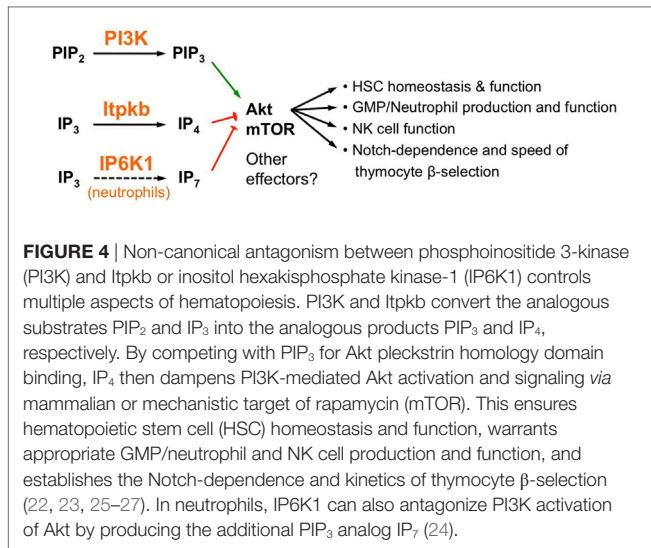 PI3K
PIP₂ PIP₃
Itpkb
IP₃ IP₄
IP6K1
IP₃ IP₇
(neutrophils)
Akt
mTOR
Other
effectors?
• HSC homeostasis & function
• GMP/Neutrophil production and function
• NK cell function
• Notch-dependence and speed of
thymocyte β-selection
FIGURE 4 | Non-canonical antagonism between phosphoinositide 3-kinase
(PI3K) and Itpkb or inositol hexakisphosphate kinase-1 (IP6K1) controls
multiple aspects of hematopoiesis. PI3K and Itpkb convert the analogous
substrates PIP₂ and IP₃ into the analogous products PIP₃ and IP₄,
respectively. By competing with PIP₃ for Akt pleckstrin homology domain
binding, IP₄ then dampens PI3K-mediated Akt activation and signaling via
mammalian or mechanistic target of rapamycin (mTOR). This ensures
hematopoietic stem cell (HSC) homeostasis and function, warrants
appropriate GMP/neutrophil and NK cell production and function, and
establishes the Notch-dependence and kinetics of thymocyte β-selection
(22, 23, 25–27). In neutrophils, IP6K1 can also antagonize PI3K activation
of Akt by producing the additional PIP₃ analog IP₇ (24).